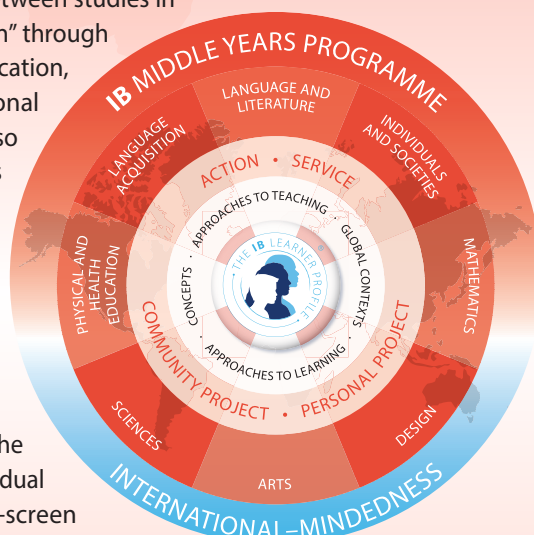 etween studies in
n” through
cation,
onal
so
s
he
dual
-screen
IB MIDDLE YEARS PROGRAMME
LANGUAGE AND
LITERATURE
LANGUAGE
ACQUISITION
INDIVIDUALS
AND SOCIETIES
PHYSICAL AND
HEALTH
EDUCATION
MATHEMATICS
SCIENCES
DESIGN
ARTS
ACTION • SERVICE
COMMUNITY PROJECT • PERSONAL PROJECT
APPROACHES TO TEACHING
GLOBAL CONTEXTS
CONCEPTS
APPROACHES TO LEARNING
THE IB LEARNER PROFILE
INTERNATIONAL–MINDEDNESS